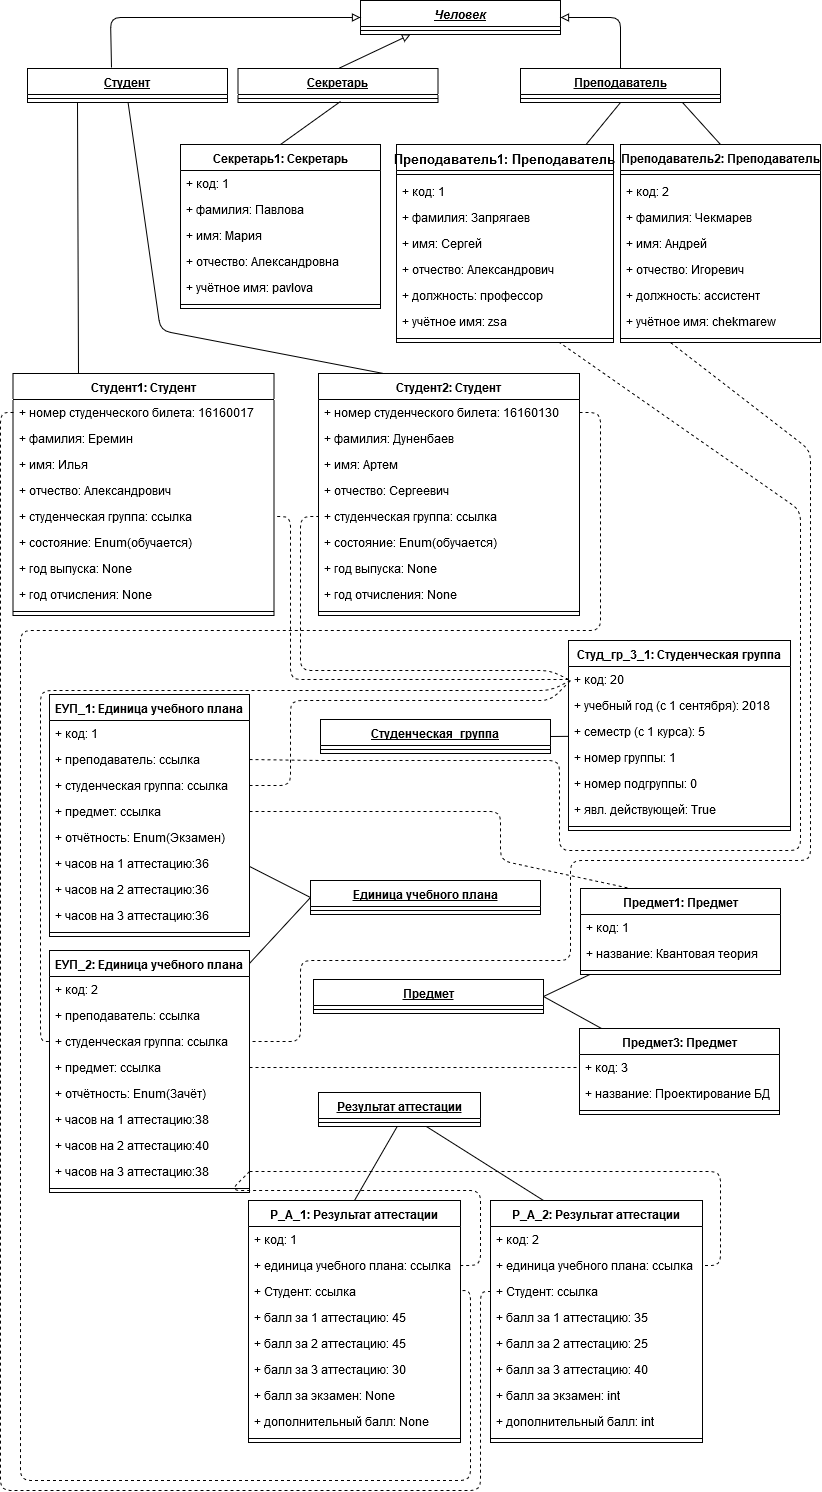 Человек
Студент
Секретарь
Преподаватель
Секретарь1: Секретарь
+ код: 1
+ фамилия: Павлова
+ имя: Мария
+ отчество: Александровна
+ учётное имя: pavlova
Преподаватель1: Преподаватель
+ код: 1
+ фамилия: Запрягаев
+ имя: Сергей
+ отчество: Александрович
+ должность: профессор
+ учётное имя: zsa
Преподаватель2: Преподаватель
+ код: 2
+ фамилия: Чекмарев
+ имя: Андрей
+ отчество: Игоревич
+ должность: ассистент
+ учётное имя: chekmarew
Студент1: Студент
+ номер студенческого билета: 16160017
+ фамилия: Еремин
+ имя: Илья
+ отчество: Александрович
+ студенческая группа: ссылка
+ состояние: Enum(обучается)
+ год выпуска: None
+ год отчисления: None
Студент2: Студент
+ номер студенческого билета: 16160130
+ фамилия: Дуненбаев
+ имя: Артем
+ отчество: Сергеевич
+ студенческая группа: ссылка
+ состояние: Enum(обучается)
+ год выпуска: None
+ год отчисления: None
Студ_гр_3_1: Студенческая группа
+ код: 20
+ учебный год (с 1 сентября): 2018
+ семестр (с 1 курса): 5
+ номер группы: 1
+ номер подгруппы: 0
+ явл. действующей: True
Студенческая_группа
ЕУП_1: Единица учебного плана
+ код: 1
+ преподаватель: ссылка
+ студенческая группа: ссылка
+ предмет: ссылка
+ отчётность: Enum(Экзамен)
+ часов на 1 аттестацию:36
+ часов на 2 аттестацию:36
+ часов на 3 аттестацию:36
Единица учебного плана
Предмет1: Предмет
+ код: 1
+ название: Квантовая теория
ЕУП_2: Единица учебного плана
+ код: 2
+ преподаватель: ссылка
+ студенческая группа: ссылка
+ предмет: ссылка
+ отчётность: Enum(Зачёт)
+ часов на 1 аттестацию:38
+ часов на 2 аттестацию:40
+ часов на 3 аттестацию:38
Предмет
Предмет3: Предмет
+ код: 3
+ название: Проектирование БД
Результат аттестации
Р_А_1: Результат аттестации
+ код: 1
+ единица учебного плана: ссылка
+ Студент: ссылка
+ балл за 1 аттестацию: 45
+ балл за 2 аттестацию: 45
+ балл за 3 аттестацию: 30
+ балл за экзамен: None
+ дополнительный балл: None
Р_А_2: Результат аттестации
+ код: 2
+ единица учебного плана: ссылка
+ Студент: ссылка
+ балл за 1 аттестацию: 35
+ балл за 2 аттестацию: 25
+ балл за 3 аттестацию: 40
+ балл за экзамен: int
+ дополнительный балл: int